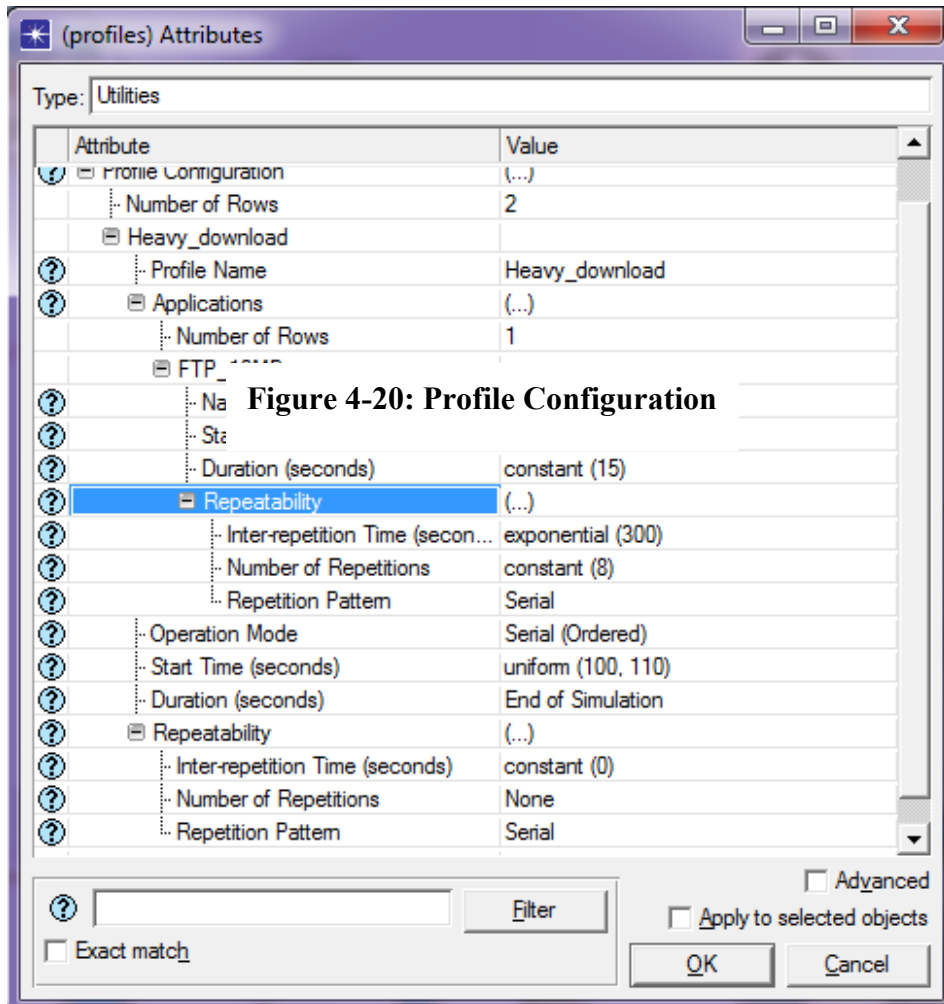 (profiles) Attributes
Type: Utilities
Attribute Value
Profile Configuration (...)
Number of Rows 2
Heavy_download
Profile Name Heavy_download
Applications (...)
Number of Rows 1
FTP_
Figure 4-20: Profile Configuration
Na
Sta
Duration (seconds) constant (15)
Repeatability (...)
Inter-repetition Time (secon... exponential (300)
Number of Repetitions constant (8)
Repetition Pattern Serial
Operation Mode Serial (Ordered)
Start Time (seconds) uniform (100, 110)
Duration (seconds) End of Simulation
Repeatability (...)
Inter-repetition Time (seconds) constant (0)
Number of Repetitions None
Repetition Pattern Serial
Advanced
Filter
Apply to selected objects
Exact match
OK Cancel